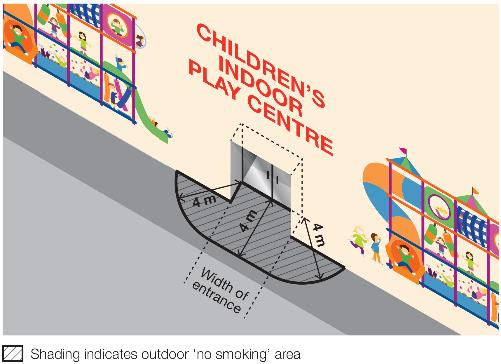 CHILDREN'S
INDOOR
PLAY CENTRE
4 m
4 m
4 m
Width of
entrance
Shading indicates outdoor 'no smoking' area